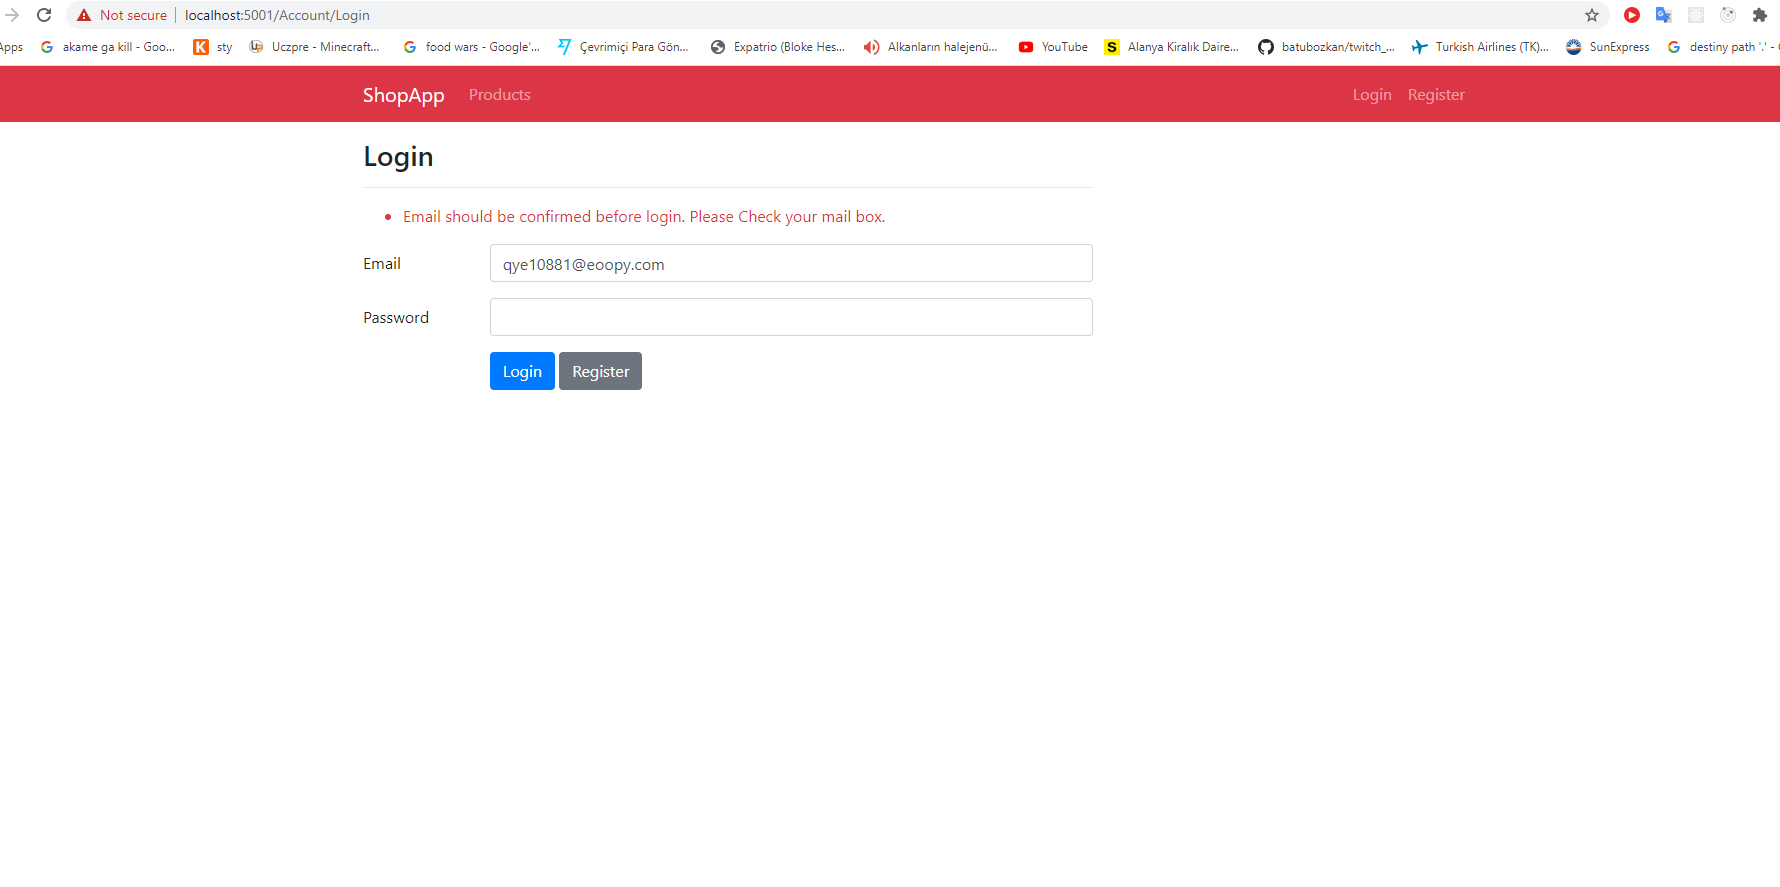 Not secure localhost:5001/Account/Login
Apps akame ga kill - Goo... sty Uczpre - Minecraft... food wars - Google'... Çevrimiçi Para Gön... Expatrio (Bloke Hes... Alkanların halejenü... YouTube Alanya Kiralık Daire... batubozkan/twitch_... Turkish Airlines (TK)... SunExpress destiny path '.' -
ShopApp Products Login Register
Login
Email should be confirmed before login. Please Check your mail box.
Email qye10881@eoopy.com
Password
Login Register